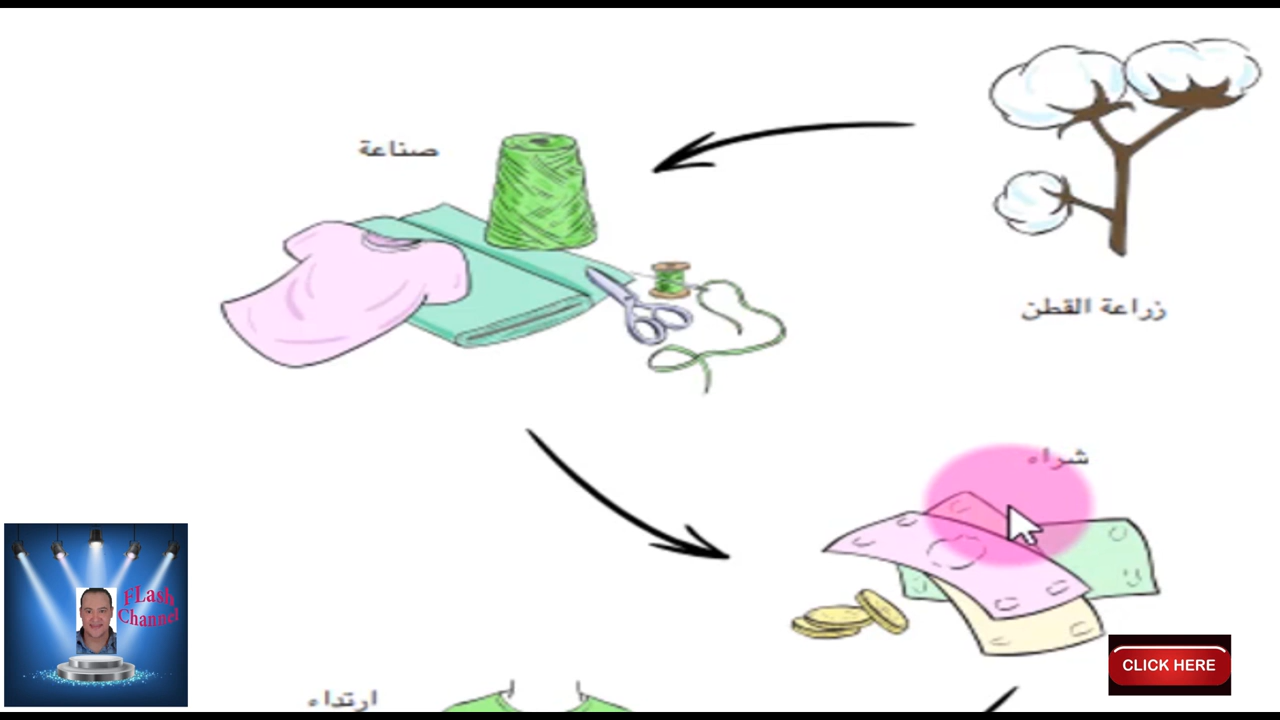 صناعة
زراعة القطن
شراء
FLash
Channel
CLICK HERE
ارتداء